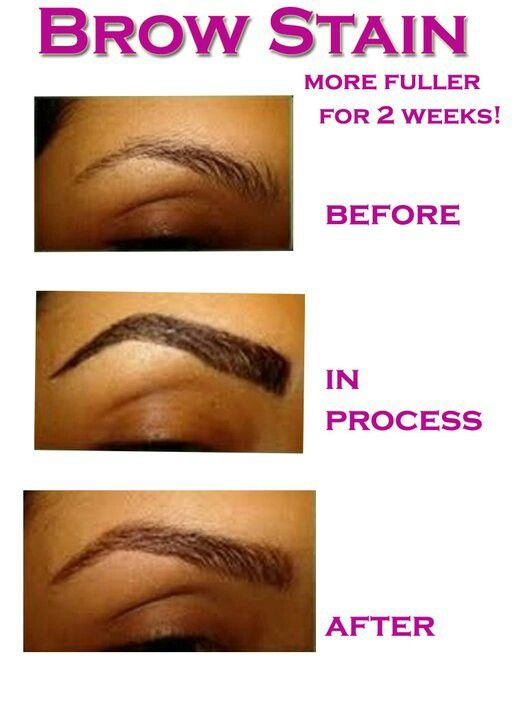 Brow Stain
more fuller
for 2 weeks!
BEFORE
IN
PROCESS
AFTER